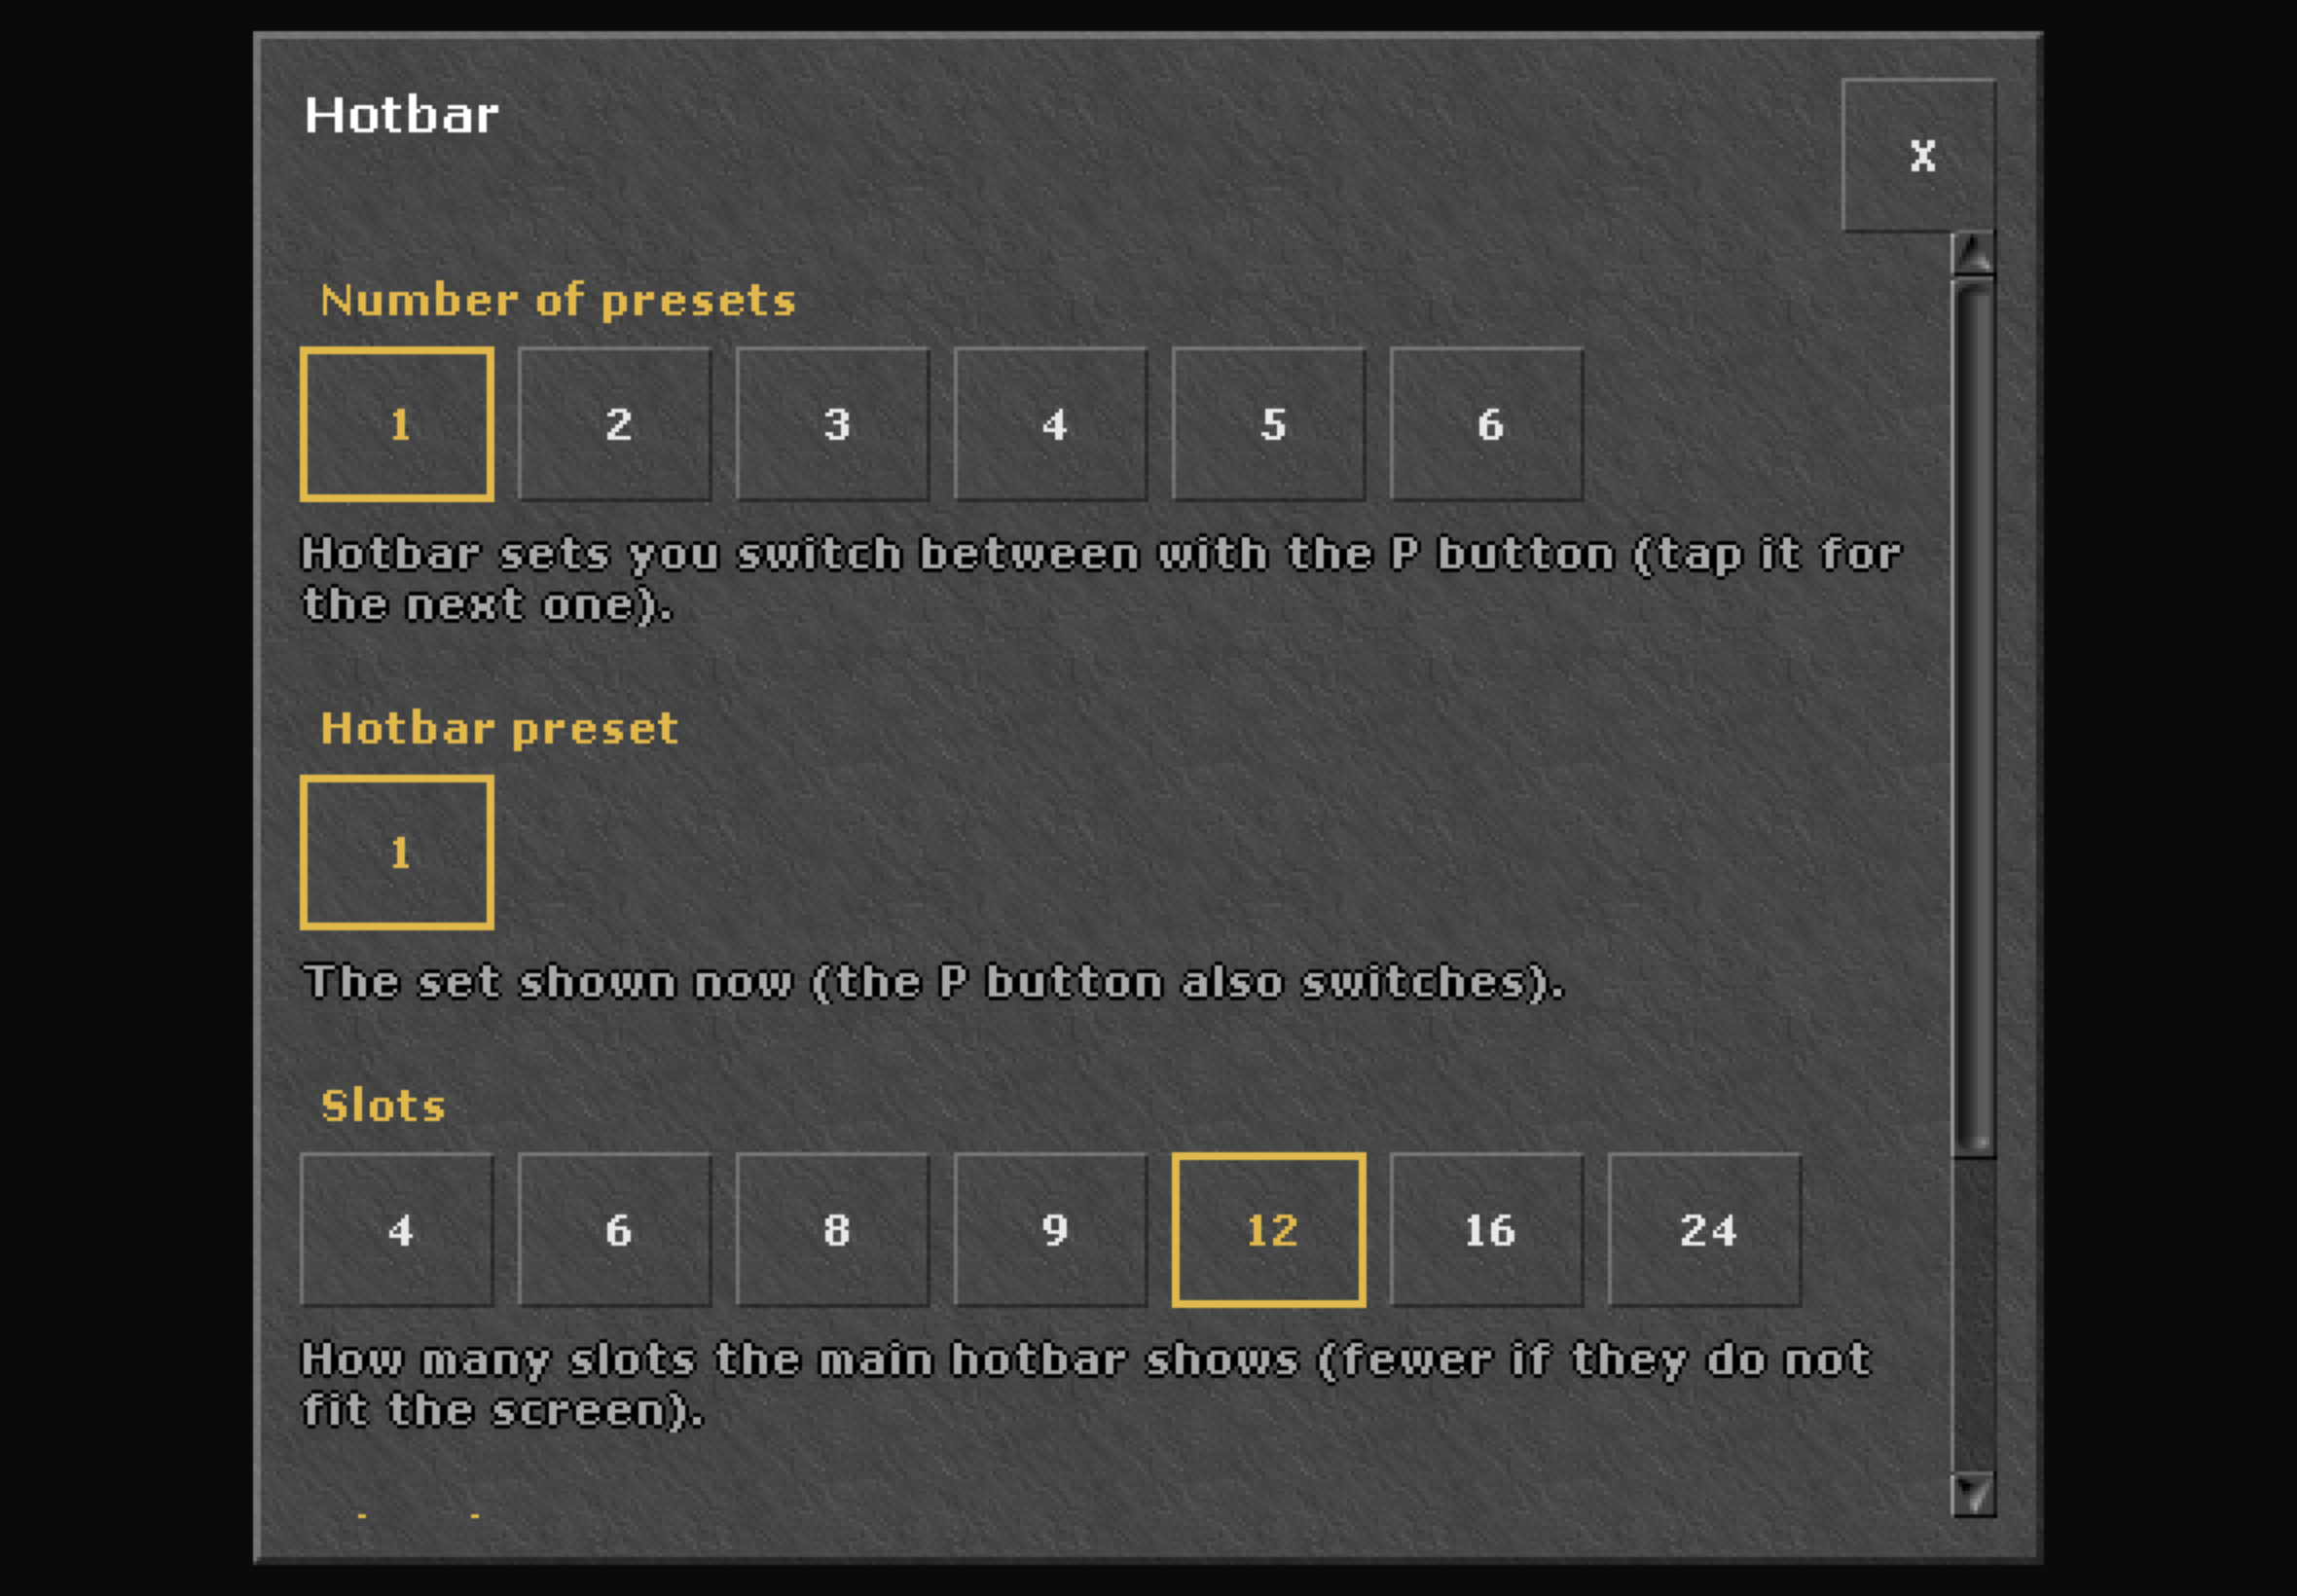 Hotbar
X
Number of presets
1 2 3 4 5 6
Hotbar sets you switch between with the P button (tap it for
the next one).
Hotbar preset
1
The set shown now (the P button also switches).
Slots
4 6 8 9 12 16 24
How many slots the main hotbar shows (fewer if they do not
fit the screen).